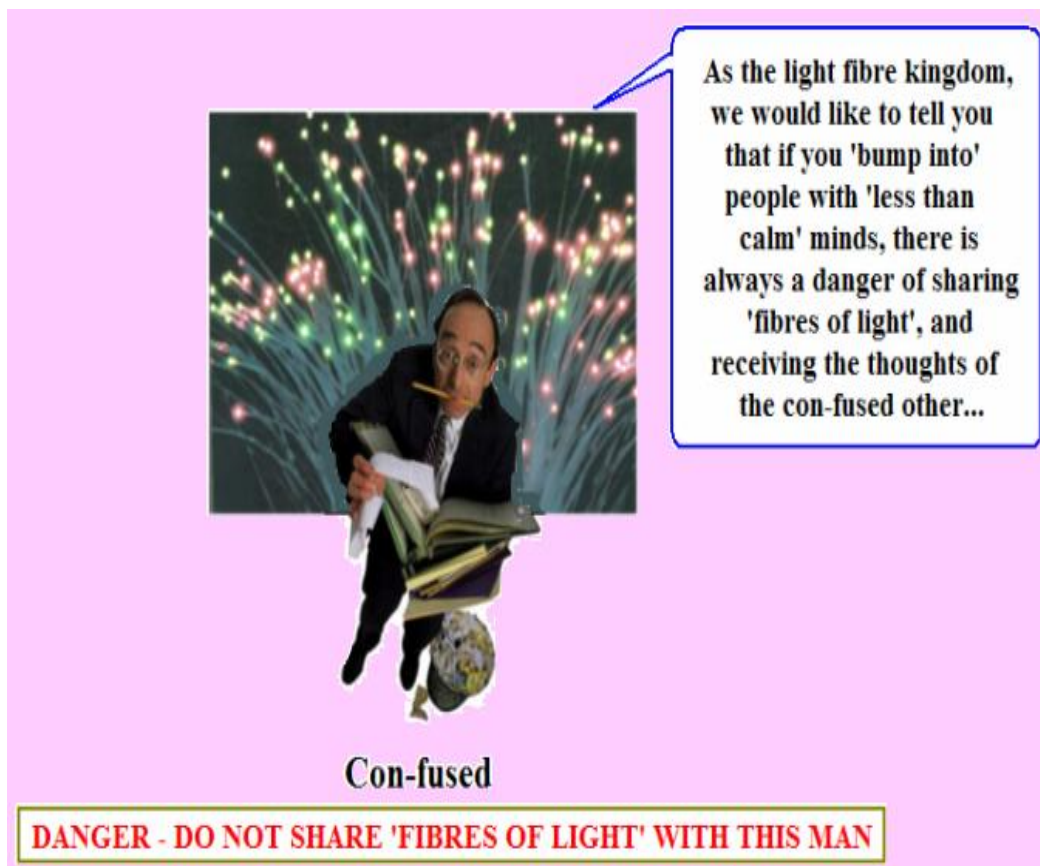 As the light fibre kingdom,
we would like to tell you
that if you 'bump into'
people with 'less than
calm' minds, there is
always a danger of sharing
'fibres of light', and
receiving the thoughts of
the con-fused other...
Con-fused
DANGER - DO NOT SHARE 'FIBRES OF LIGHT' WITH THIS MAN